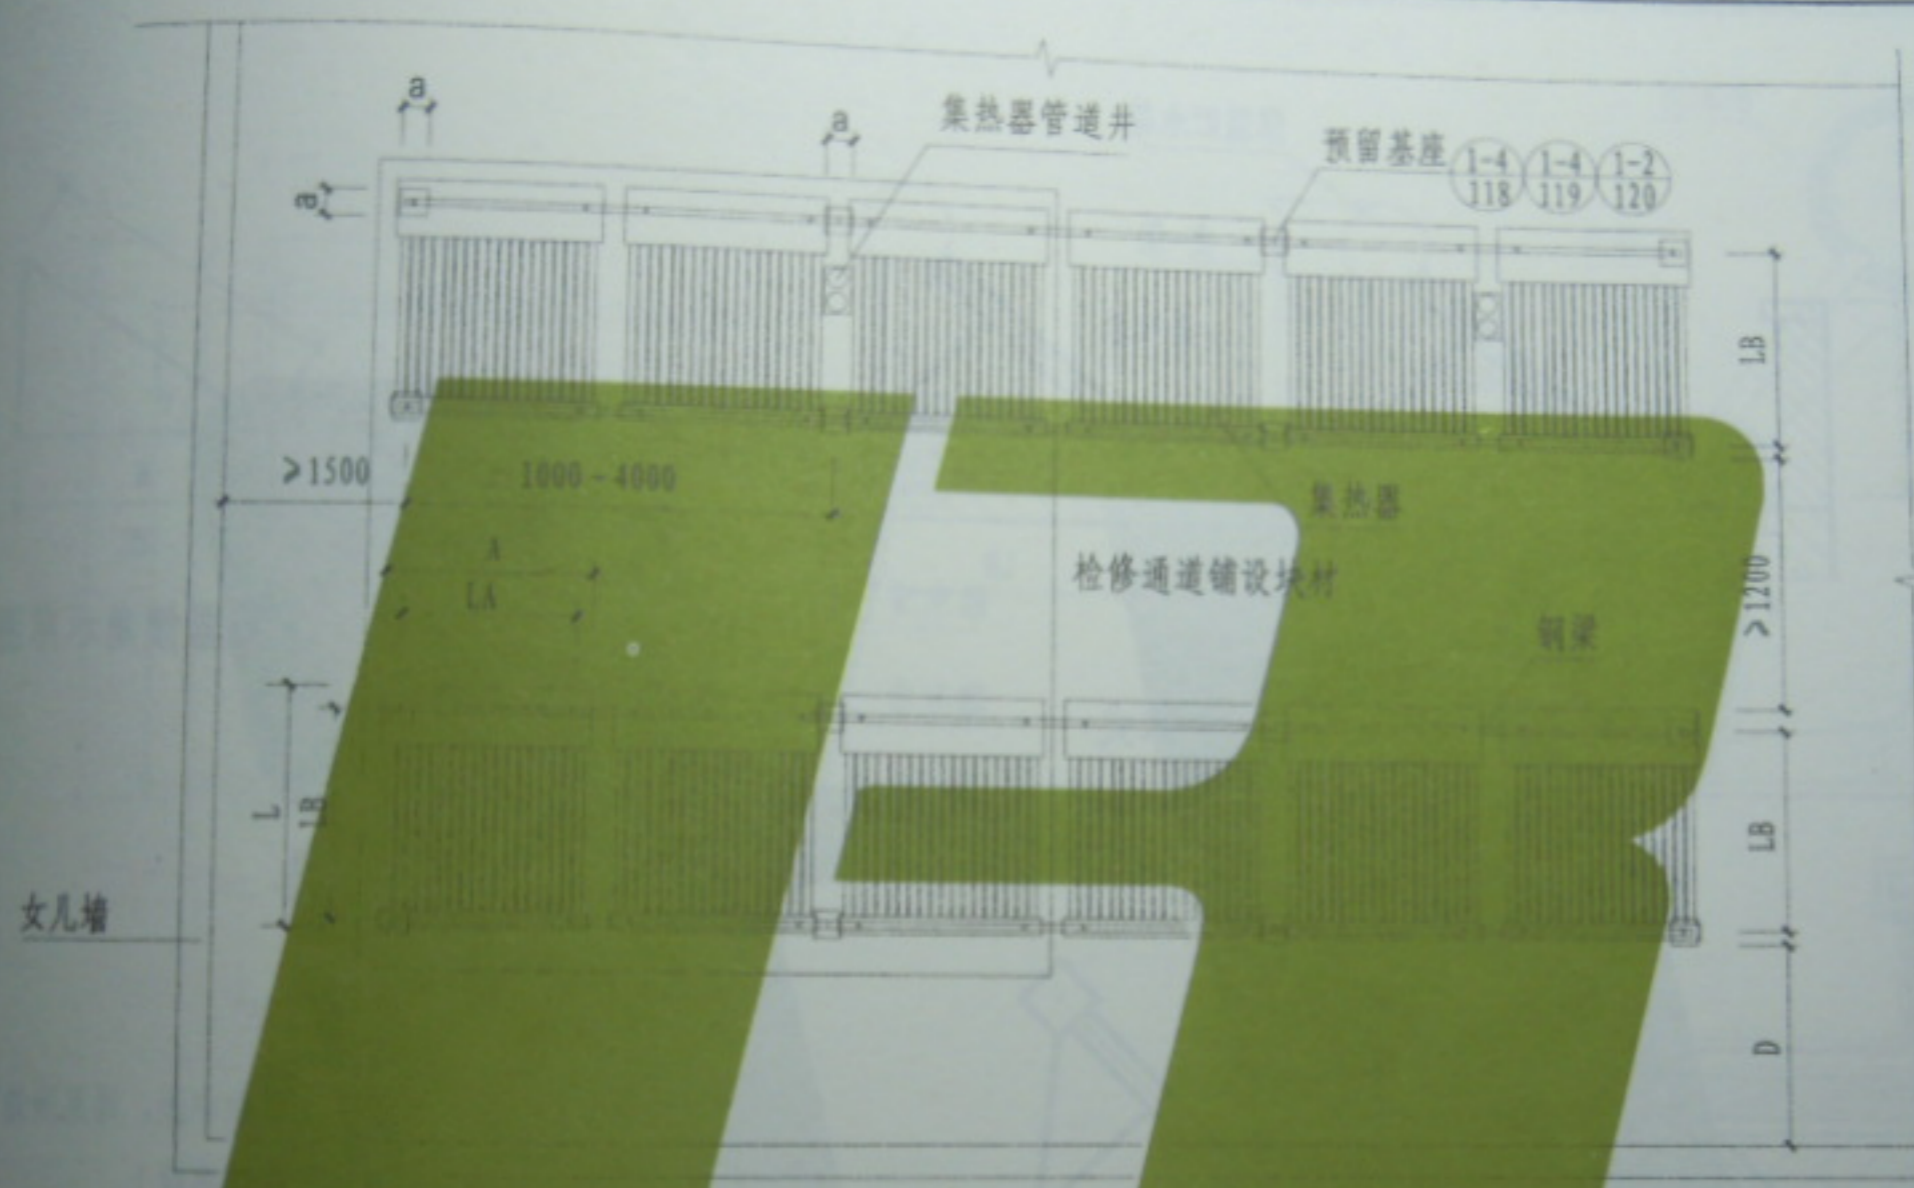 a
集热器管道井
a
预留基座
1-4 1-4 1-2
118 119 120
a
LB
≥1500
1000-4000
集热器
A
检修通道铺设块材
LA
≥1200
钢梁
L
LB
LB
女儿墙
D